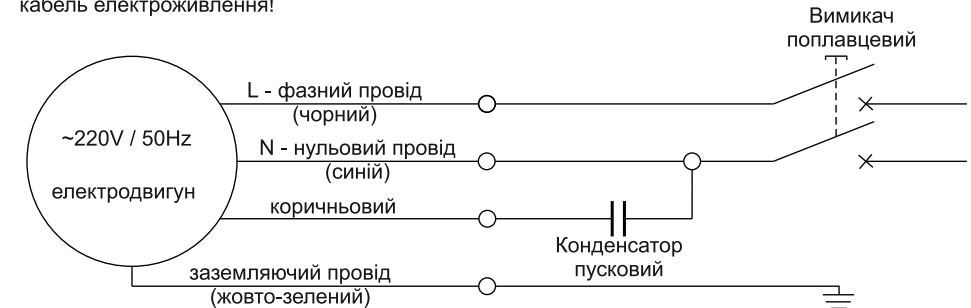 кабель електроживлення!
Вимикач
поплавцевий
L - фазний провід
(чорний)
~220V / 50Hz
N - нульовий провід
(синій)
електродвигун
коричньовий
Конденсатор
пусковий
заземляючий провід
(жовто-зелений)